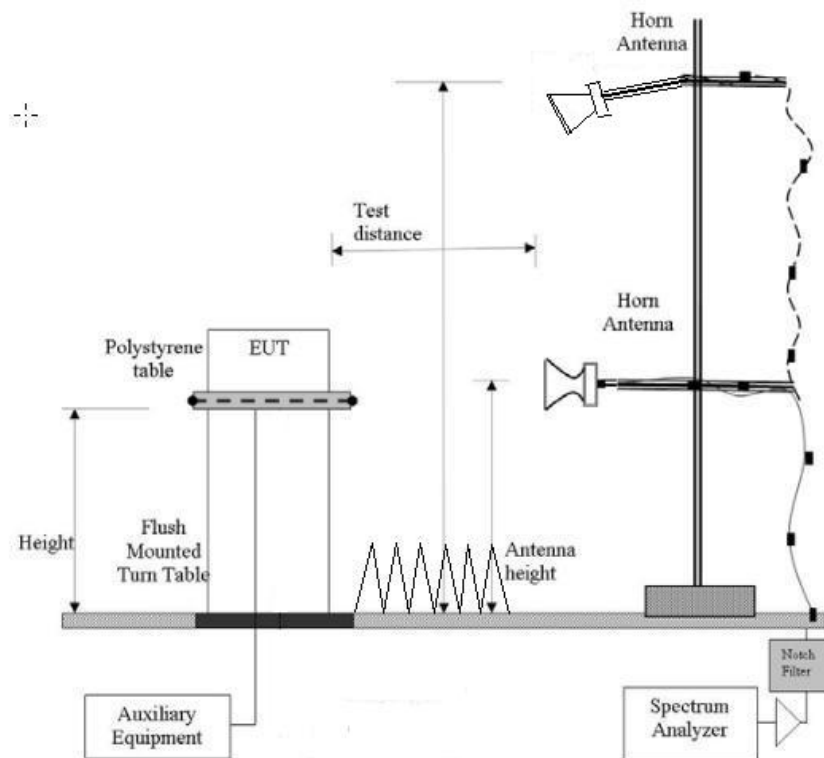 Horn
Antenna
Test
distance
Horn
Antenna
Polystyrene
table
EUT
Height
Flush
Mounted
Turn Table
Antenna
height
Notch
Filter
Auxiliary
Equipment
Spectrum
Analyzer